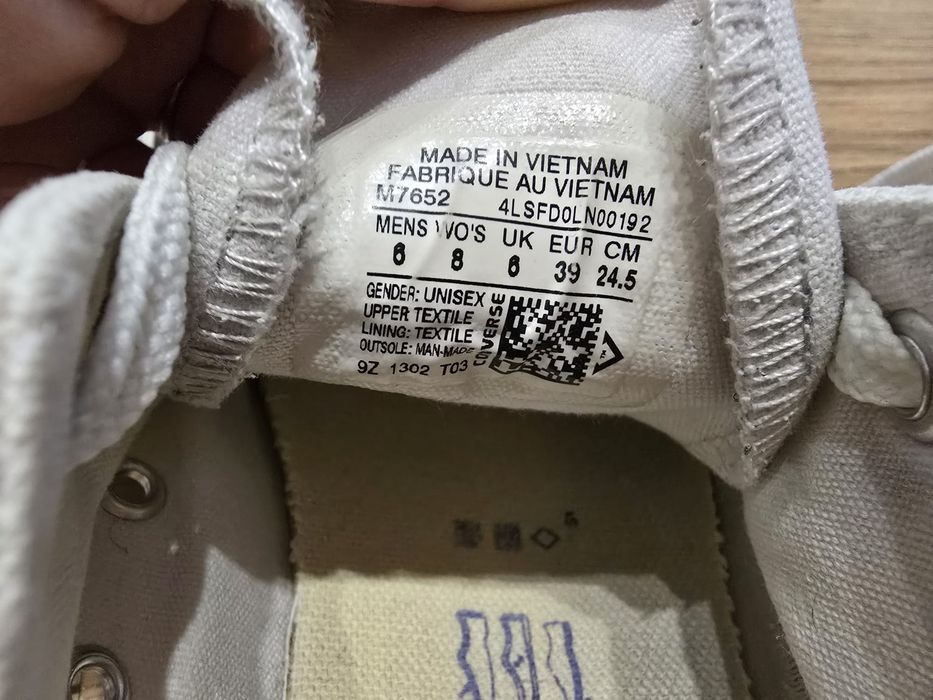 MADE IN VIETNAM
FABRIQUE AU VIETNAM
M7652 4LSFD0LN00192
MENS WO'S UK EUR CM
6 8 6 39 24.5
GENDER: UNISEX
UPPER TEXTILE
LINING: TEXTILE
OUTSOLE: MAN-MADE
9Z 1302 T03
CONVERSE